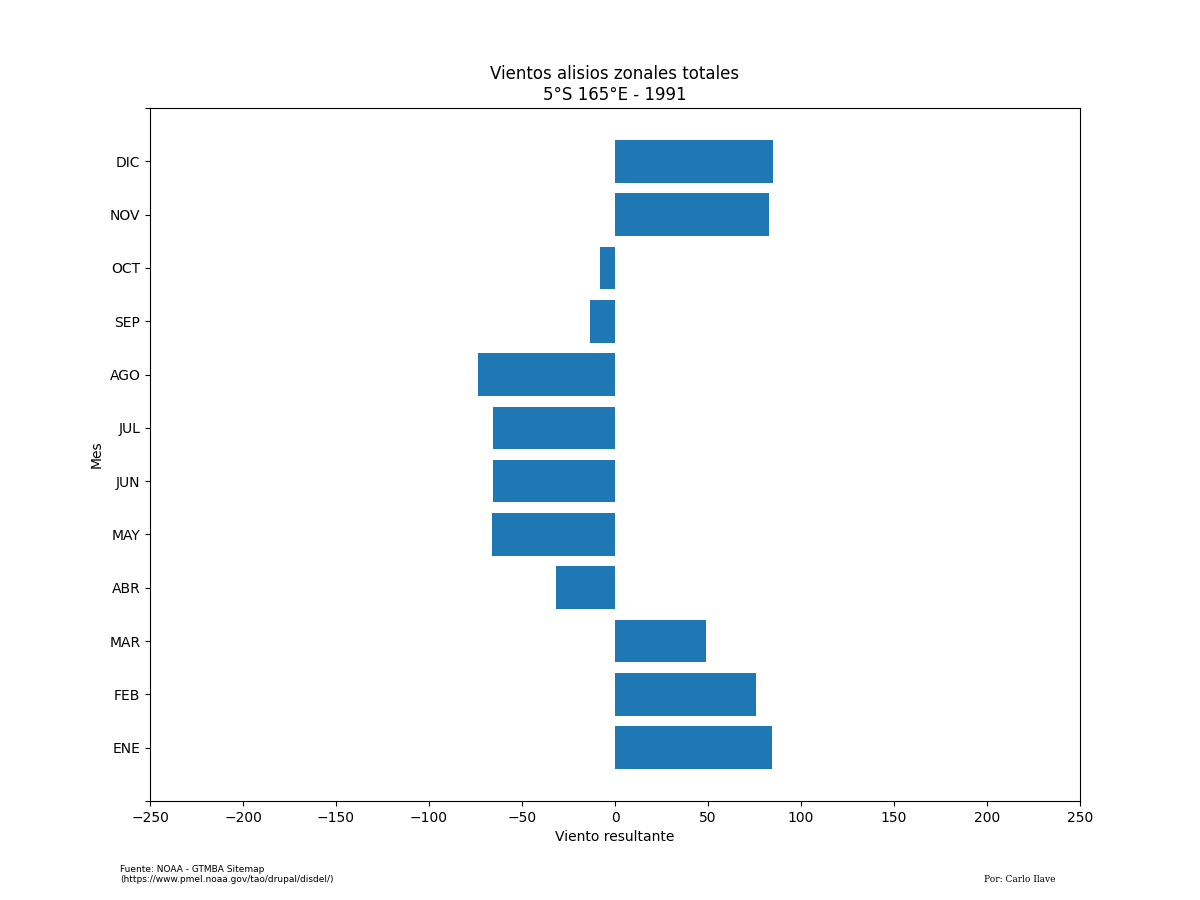 Vientos alisios zonales totales
5°S 165°E - 1991
DIC
NOV
OCT
SEP
AGO
JUL
JUN
MAY
ABR
MAR
FEB
ENE
Mes
−250 −200 −150 −100 −50 0 50 100 150 200 250
Viento resultante
Fuente: NOAA - GTMBA Sitemap
(https://www.pmel.noaa.gov/tao/drupal/disdel/)
Por: Carlo Ilave